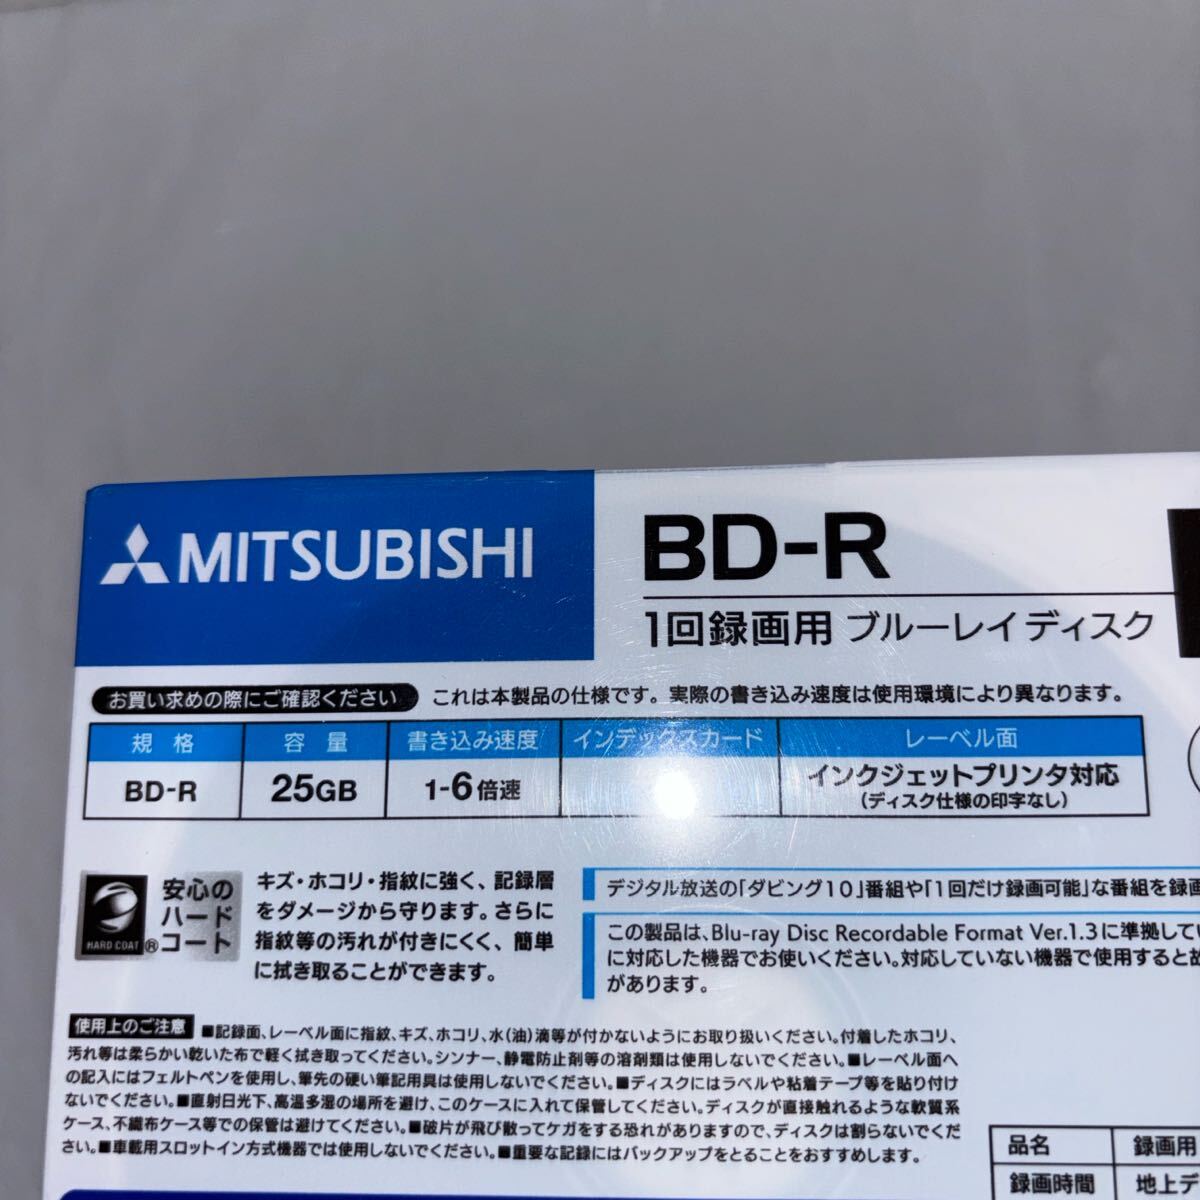 MITSUBISHI
BD-R
1回録画用 ブルーレイディスク
お買い求めの際にご確認ください これは本製品の仕様です。実際の書き込み速度は使用環境により異なります。
規格 容量 書き込み速度 インデックスカード レーベル面
BD-R 25GB 1-6倍速 インクジェットプリンタ対応
(ディスク仕様の印字なし)
HARD COAT ®
安心の
ハード
コート
キズ・ホコリ・指紋に強く、記録層
をダメージから守ります。さらに
指紋等の汚れが付きにくく、簡単
に拭き取ることができます。
デジタル放送の「ダビング10」番組や「1回だけ録画可能」な番組を録画
この製品は、Blu-ray Disc Recordable Format Ver.1.3に準拠してい
に対応した機器でお使いください。対応していない機器で使用すると故
があります。
使用上のご注意 ■記録面、レーベル面に指紋、キズ、ホコリ、水(油)滴等が付かないようにお取り扱いください。付着したホコリ、
汚れ等は柔らかい乾いた布で軽く拭き取ってください。シンナー、静電防止剤等の溶剤類は使用しないでください。■レーベル面へ
の記入にはフェルトペンを使用し、筆先の硬い筆記用具は使用しないでください。■ディスクにはラベルや粘着テープ等を貼り付け
ないでください。■直射日光下、高温多湿の場所を避け、このケースに入れて保管してください。ディスクが直接触れるような軟質系
ケース、不織布ケース等での保管は避けてください。■破片が飛び散ってケガをする恐れがありますので、ディスクは割らないでくだ
さい。■車載用スロットイン方式機器では使用しないでください。■重要な記録にはバックアップをとることをおすすめします。
品名 録画用
録画時間 地上デ